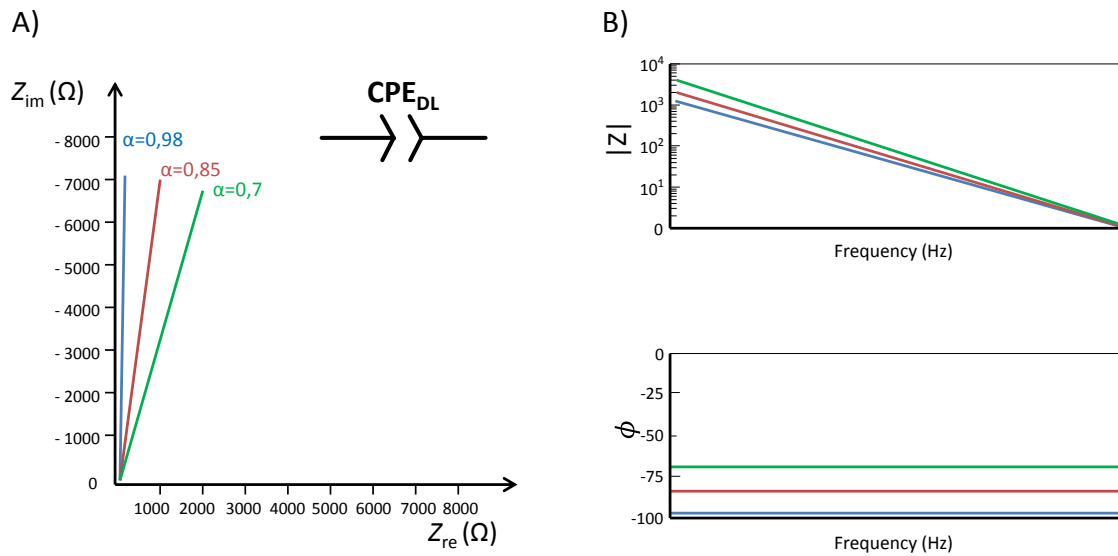 A)
Z_im (Ω)
CPE_DL
- 8000
α=0,98
- 7000
α=0,85
α=0,7
- 6000
- 5000
- 4000
- 3000
- 2000
- 1000
0
1000 2000 3000 4000 5000 6000 7000 8000
Z_re (Ω)
B)
10^4
10^3
10^2
10^1
0
|Z|
Frequency (Hz)
0
-25
-50
-75
-100
ϕ
Frequency (Hz)